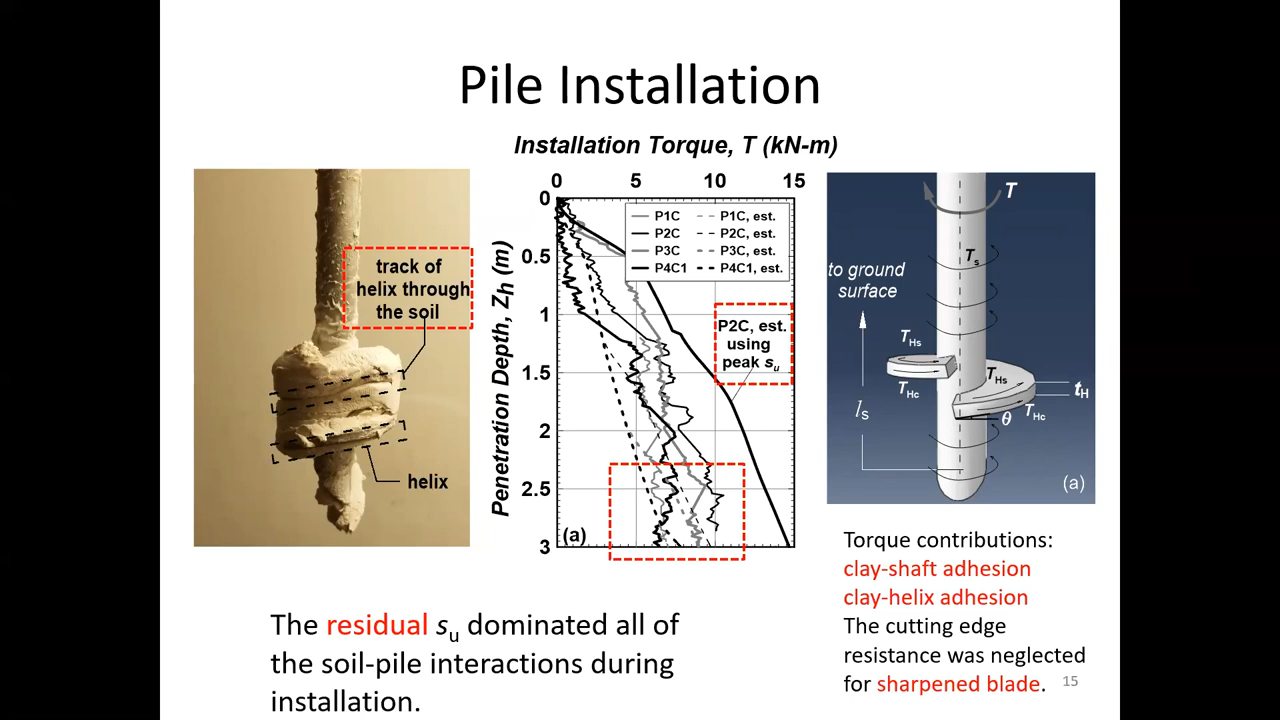 Pile Installation
Installation Torque, T (kN-m)
0 5 10 15
0
0.5
1
1.5
2
2.5
3
Penetration Depth, Zh (m)
P1C P1C, est.
P2C P2C, est.
P3C P3C, est.
P4C1 P4C1, est.
P2C, est.
using
peak su
(a)
track of
helix through
the soil
helix
T
Ts
to ground
surface
THs
THc
THs
tH
THc
θ
ls
(a)
The residual su dominated all of
the soil-pile interactions during
installation.
Torque contributions:
clay-shaft adhesion
clay-helix adhesion
The cutting edge
resistance was neglected
for sharpened blade.
15